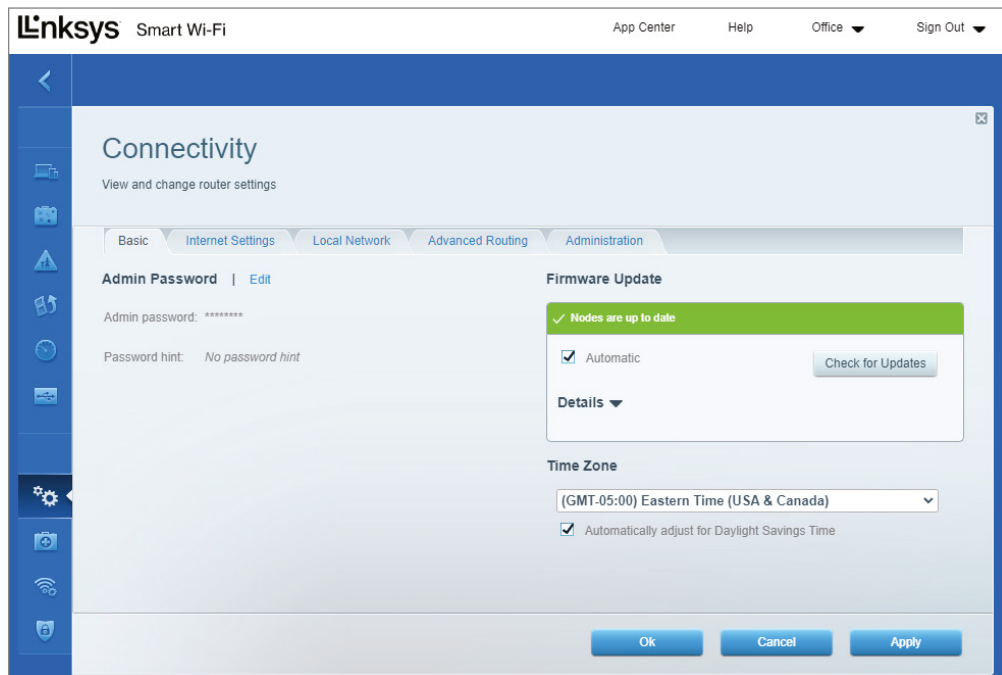 Linksys Smart Wi-Fi App Center Help Office Sign Out
Connectivity
View and change router settings
Basic Internet Settings Local Network Advanced Routing Administration
Admin Password | Edit
Admin password: ********
Password hint: No password hint
Firmware Update
Nodes are up to date
Automatic
Check for Updates
Details
Time Zone
(GMT-05:00) Eastern Time (USA & Canada)
Automatically adjust for Daylight Savings Time
Ok Cancel Apply